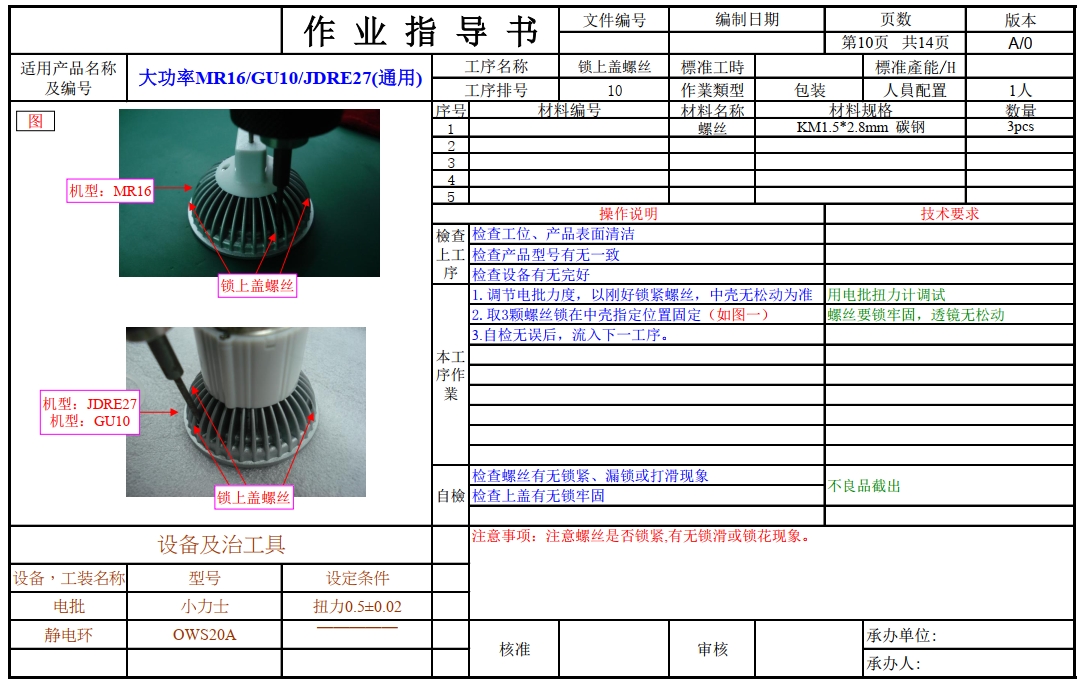 作业指导书 文件编号 编制日期 页数 版本
第10页 共14页 A/0
适用产品名称及编号 大功率MR16/GU10/JDRE27(通用) 工序名称 锁上盖螺丝 標准工時 標准產能/H
工序排号 10 作業類型 包装 人員配置 1人
图
序号 材料编号 材料名称 材料规格 数量
1 螺丝 KM1.5*2.8mm 碳钢 3pcs
2
3
4
5
机型：MR16
锁上盖螺丝
机型：JDRE27
机型：GU10
锁上盖螺丝
操作说明 技术要求
檢查上工序
检查工位、产品表面清洁
检查产品型号有无一致
检查设备有无完好
本工序作業
1. 调节电批力度，以刚好锁紧螺丝，中壳无松动为准 用电批扭力计调试
2. 取3颗螺丝锁在中壳指定位置固定（如图一） 螺丝要锁牢固，透镜无松动
3.自检无误后，流入下一工序。
自檢
检查螺丝有无锁紧、漏锁或打滑现象 不良品截出
检查上盖有无锁牢固
设备及治工具
注意事项：注意螺丝是否锁紧,有无锁滑或锁花现象。
设备，工装名称 型号 设定条件
电批 小力士 扭力0.5±0.02
静电环 OWS20A ————
核准 审核 承办单位:
承办人: